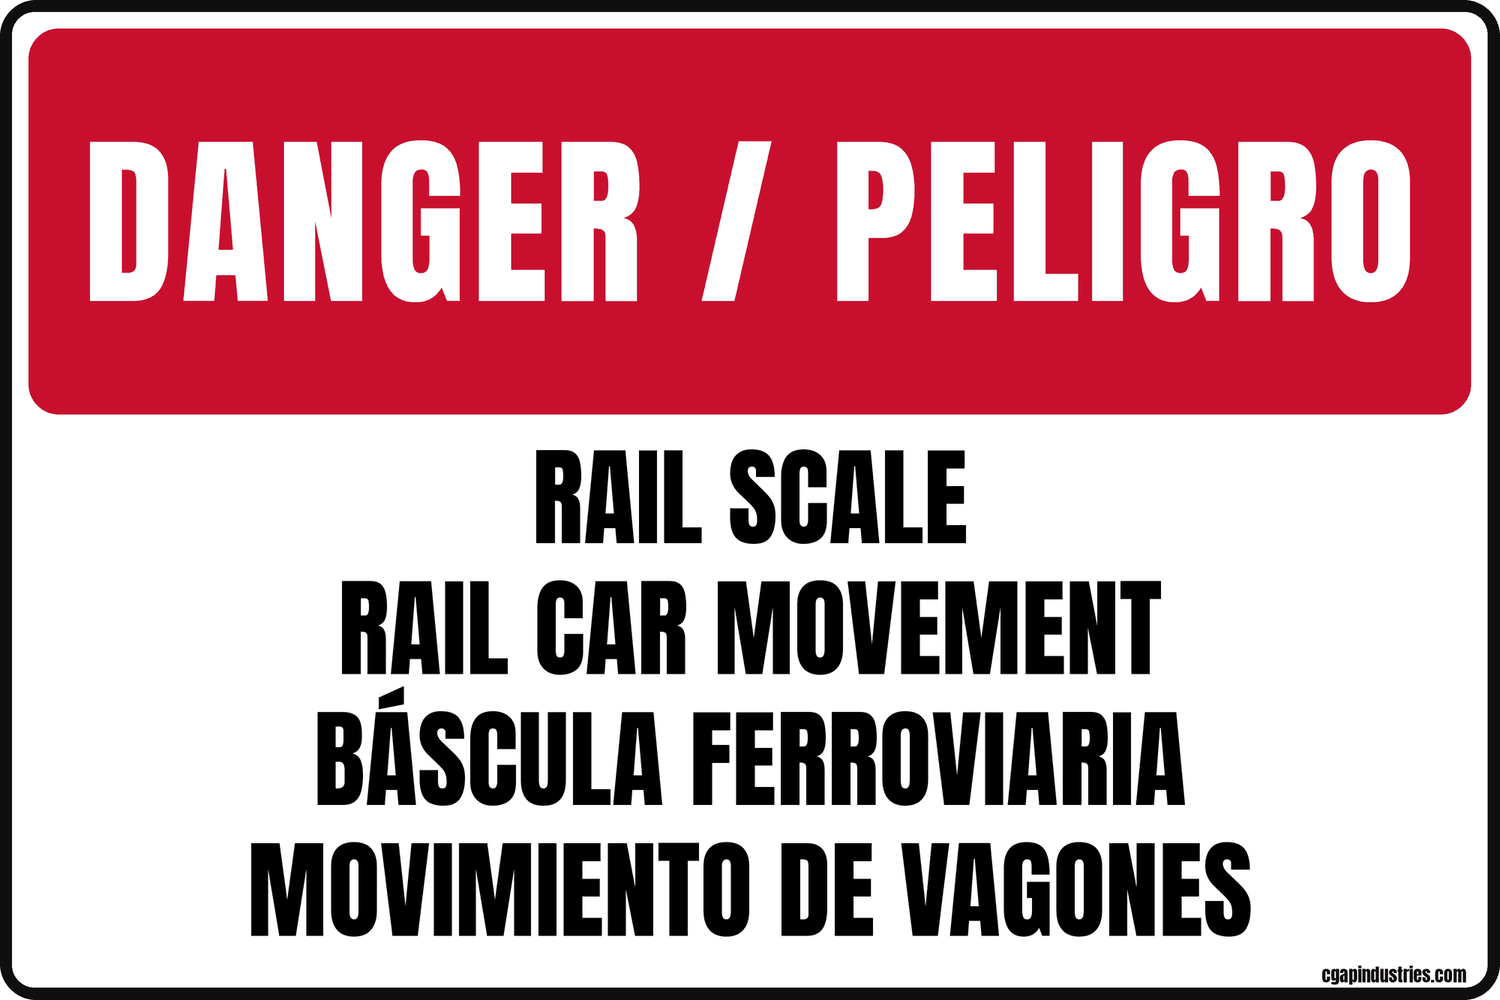 DANGER / PELIGRO
RAIL SCALE
RAIL CAR MOVEMENT
BÁSCULA FERROVIARIA
MOVIMIENTO DE VAGONES
cgapindustries.com